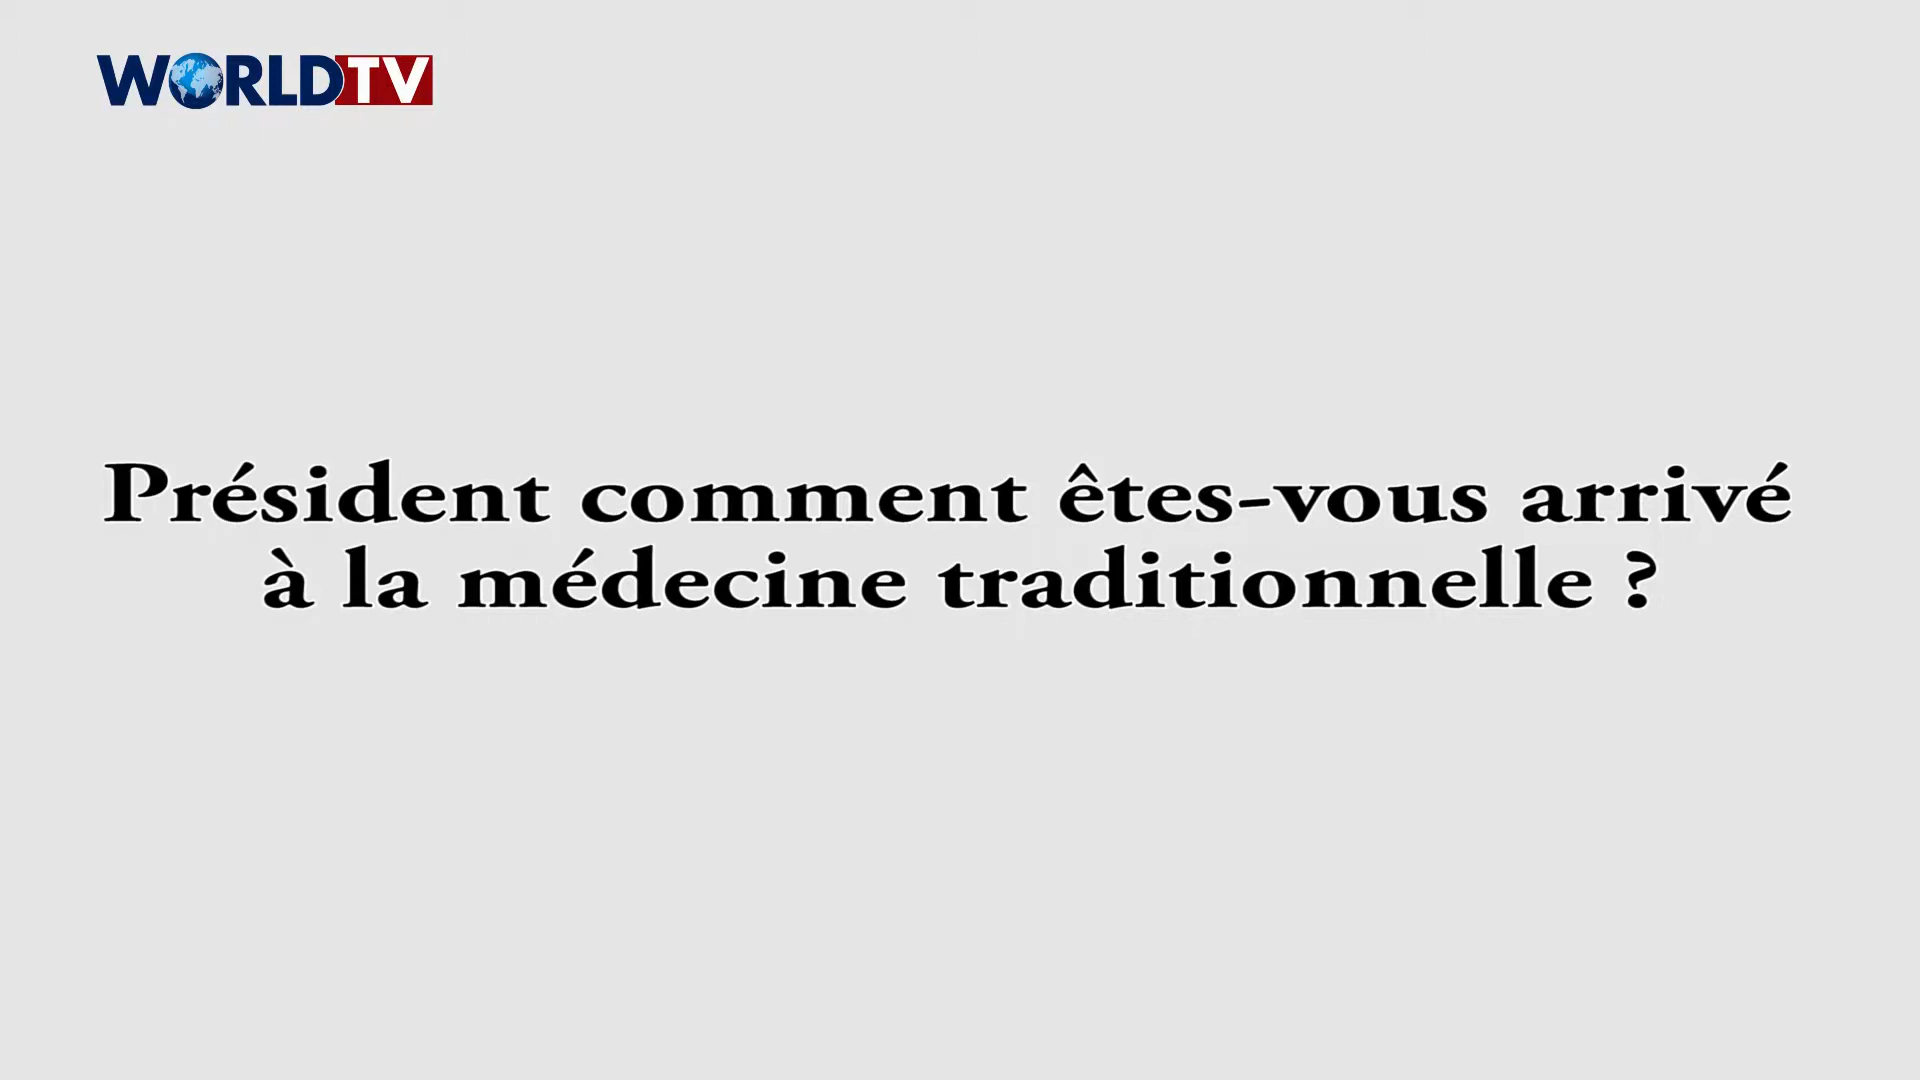 WORLDTV
Président comment êtes-vous arrivé
à la médecine traditionnelle ?